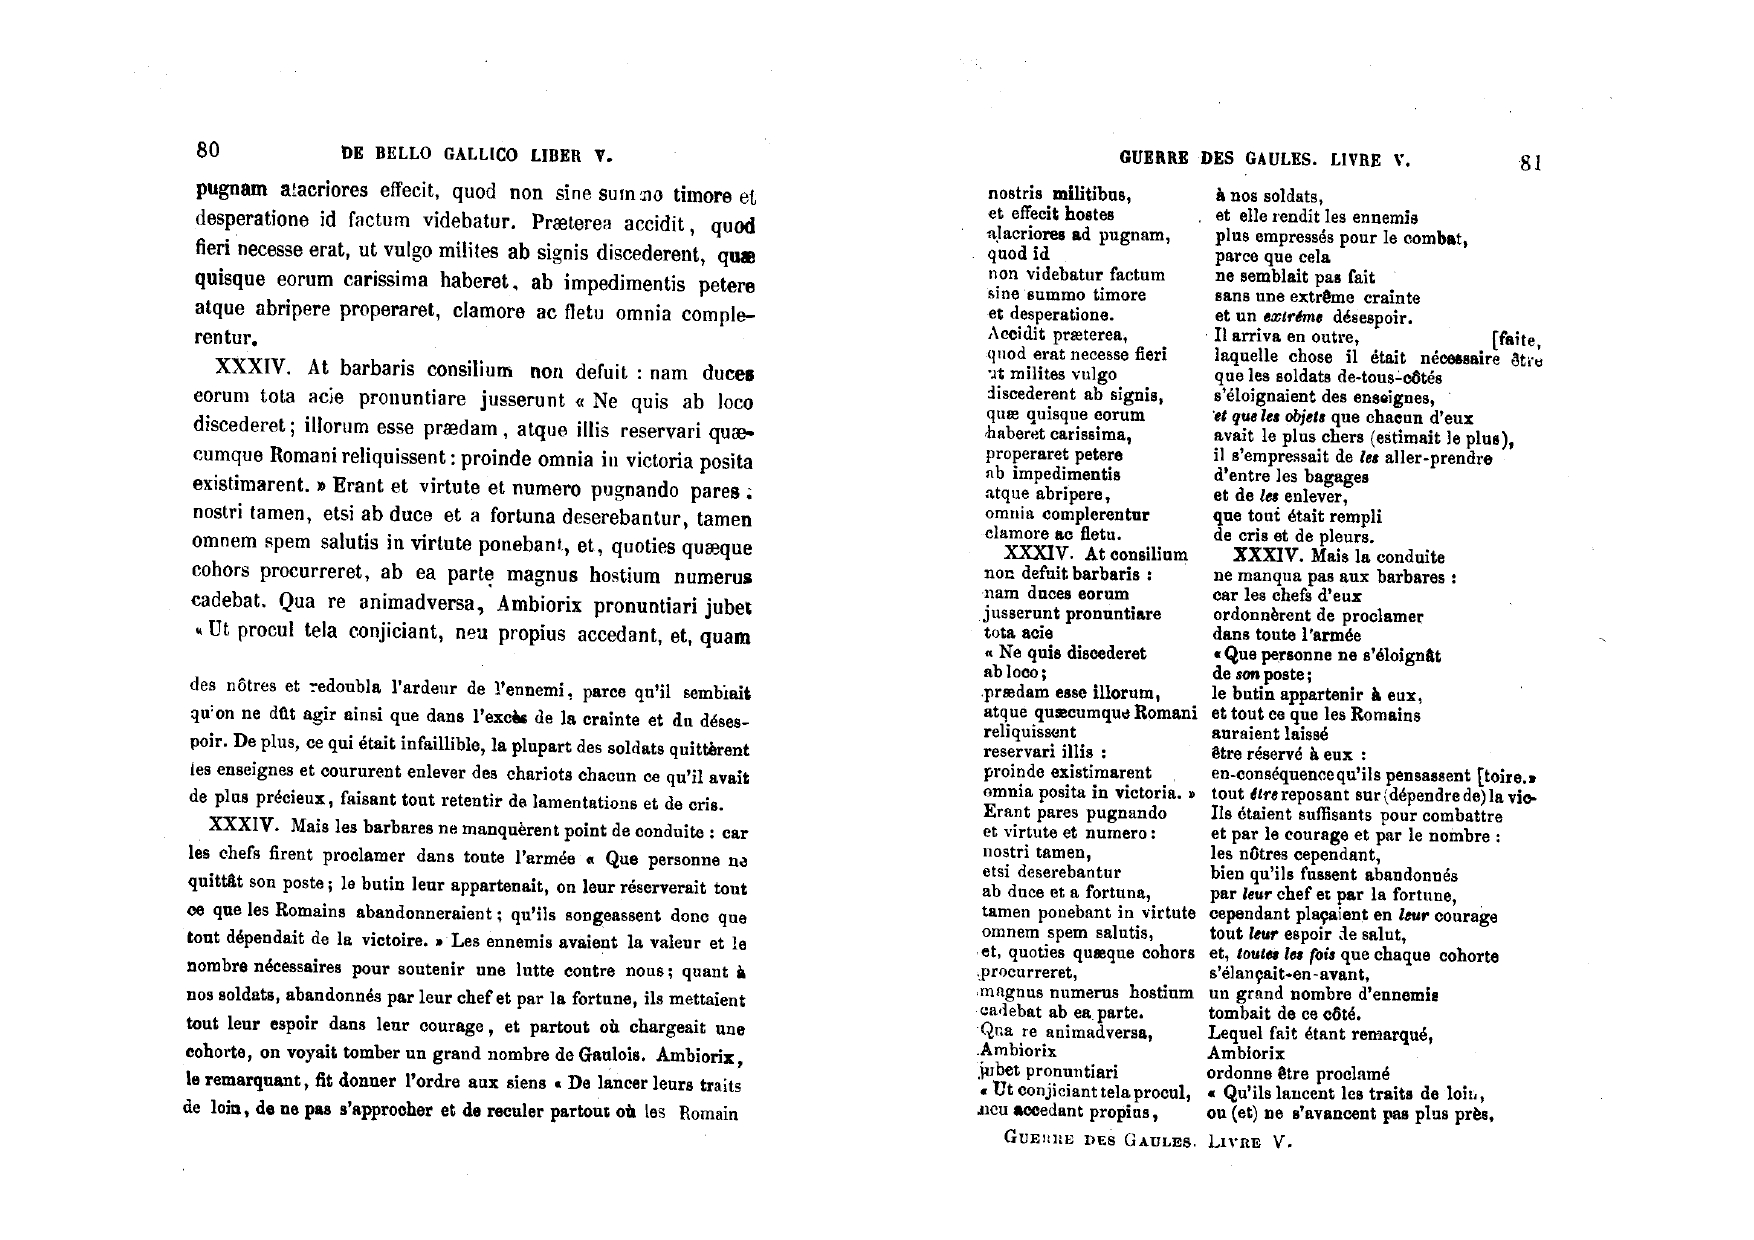 80 DE BELLO GALLICO LIBER V.
pugnam alacriores effecit, quod non sine summo timore et
desperatione id factum videbatur. Præterea accidit, quod
fieri necesse erat, ut vulgo milites ab signis discederent, quæ
quisque eorum carissima haberet, ab impedimentis petere
atque abripere properaret, clamore ac fletu omnia comple-
rentur.
XXXIV. At barbaris consilium non defuit : nam duces
eorum tota acie pronuntiare jusserunt « Ne quis ab loco
discederet ; illorum esse prædam, atque illis reservari quæ-
cumque Romani reliquissent : proinde omnia in victoria posita
existimarent. » Erant et virtute et numero pugnando pares :
nostri tamen, etsi ab duce et a fortuna deserebantur, tamen
omnem spem salutis in virtute ponebant, et, quoties quæque
cohors procurreret, ab ea parte magnus hostium numerus
cadebat. Qua re animadversa, Ambiorix pronuntiari jubet
« Ut procul tela conjiciant, neu propius accedant, et, quam
des nôtres et redoubla l'ardeur de l'ennemi, parce qu'il semblait
qu'on ne dût agir ainsi que dans l'excès de la crainte et du déses-
poir. De plus, ce qui était infaillible, la plupart des soldats quittèrent
les enseignes et coururent enlever des chariots chacun ce qu'il avait
de plus précieux, faisant tout retentir de lamentations et de cris.
XXXIV. Mais les barbares ne manquèrent point de conduite : car
les chefs firent proclamer dans toute l'armée « Que personne ne
quittât son poste ; le butin leur appartenait, on leur réserverait tout
ce que les Romains abandonneraient ; qu'ils songeassent donc que
tout dépendait de la victoire. » Les ennemis avaient la valeur et le
nombre nécessaires pour soutenir une lutte contre nous ; quant à
nos soldats, abandonnés par leur chef et par la fortune, ils mettaient
tout leur espoir dans leur courage, et partout où chargeait une
cohorte, on voyait tomber un grand nombre de Gaulois. Ambiorix,
le remarquant, fit donner l'ordre aux siens « De lancer leurs traits
de loin, de ne pas s'approcher et de reculer partout où les Romain
GUERRE DES GAULES. LIVRE V. 81
nostris militibus,
et effecit hostes
alacriores ad pugnam,
quod id
non videbatur factum
sine summo timore
et desperatione.
Accidit præterea,
quod erat necesse fieri
ut milites vulgo
discederent ab signis,
quæ quisque eorum
haberet carissima,
properaret petere
ab impedimentis
atque abripere,
omnia complerentur
clamore ac fletu.
XXXIV. At consilium
non defuit barbaris :
nam duces eorum
jusserunt pronuntiare
tota acie
« Ne quis discederet
ab loco ;
prædam esse illorum,
atque quæcumque Romani
reliquissent
reservari illis :
proinde existimarent
omnia posita in victoria. »
Erant pares pugnando
et virtute et numero :
nostri tamen,
etsi deserebantur
ab duce et a fortuna,
tamen ponebant in virtute
omnem spem salutis,
et, quoties quæque cohors
procurreret,
magnus numerus hostium
cadebat ab ea parte.
Qua re animadversa,
Ambiorix
jubet pronuntiari
« Ut conjiciant tela procul,
neu accedant propius,
à nos soldats,
et elle rendit les ennemis
plus empressés pour le combat,
parce que cela
ne semblait pas fait
sans une extrême crainte
et un extrême désespoir.
Il arriva en outre, [faite,
laquelle chose il était nécessaire être
que les soldats de-tous-côtés
s'éloignaient des enseignes,
et que les objets que chacun d'eux
avait le plus chers (estimait le plus),
il s'empressait de les aller-prendre
d'entre les bagages
et de les enlever,
que tout était rempli
de cris et de pleurs.
XXXIV. Mais la conduite
ne manqua pas aux barbares :
car les chefs d'eux
ordonnèrent de proclamer
dans toute l'armée
« Que personne ne s'éloignât
de son poste ;
le butin appartenir à eux,
et tout ce que les Romains
auraient laissé
être réservé à eux :
en-conséquence qu'ils pensassent [toire. »
tout être reposant sur (dépendre de) la vic-
Ils étaient suffisants pour combattre
et par le courage et par le nombre :
les nôtres cependant,
bien qu'ils fussent abandonnés
par leur chef et par la fortune,
cependant plaçaient en leur courage
tout leur espoir de salut,
et, toutes les fois que chaque cohorte
s'élançait-en-avant,
un grand nombre d'ennemis
tombait de ce côté.
Lequel fait étant remarqué,
Ambiorix
ordonne être proclamé
« Qu'ils lancent les traits de loin,
ou (et) ne s'avancent pas plus près,
GUERRE DES GAULES. LIVRE V.